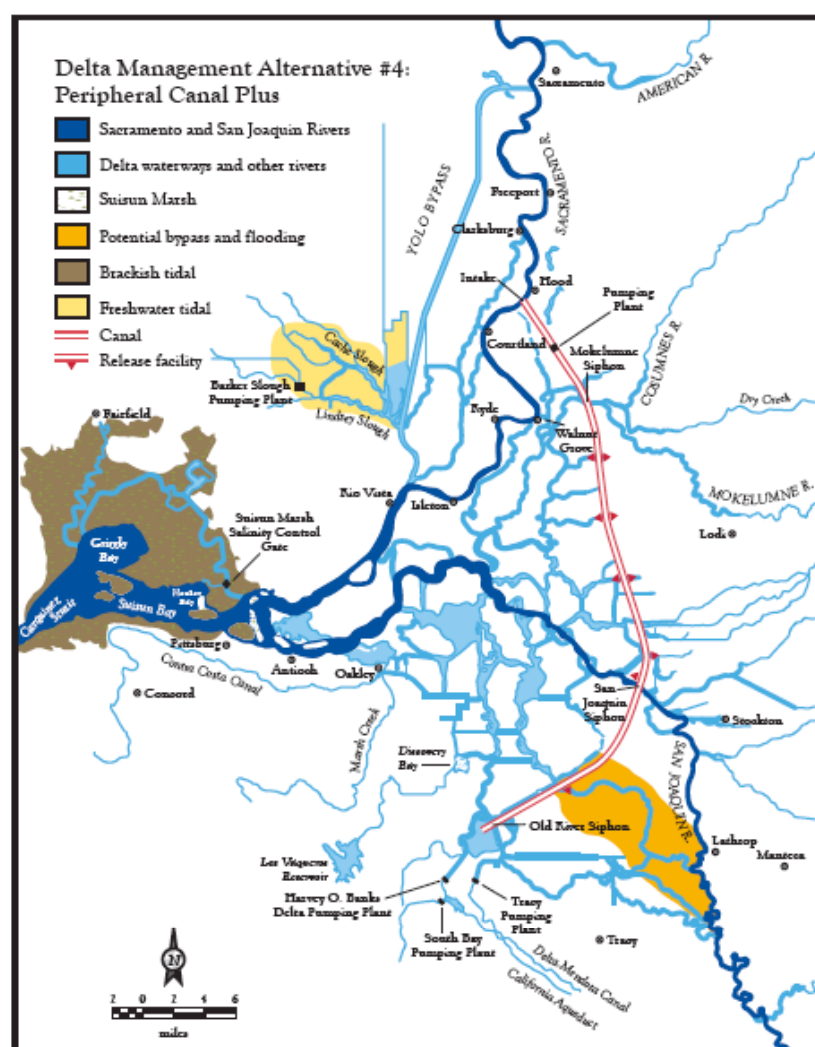 Delta Management Alternative #4:
Peripheral Canal Plus
Sacramento and San Joaquin Rivers
Delta waterways and other rivers
Suisun Marsh
Potential bypass and flooding
Brackish tidal
Freshwater tidal
Canal
Release facility
Sacramento
AMERICAN R.
YOLO BYPASS
SACRAMENTO R.
Freeport
Clarksburg
Hood
Intake
Pumping
Plant
Courtland
Mokelumne
Siphon
COSUMNES R.
Cache Slough
Barker Slough
Pumping Plant
Lindsey Slough
Dry Creek
Fairfield
Ryde
Walnut
Grove
MOKELUMNE R.
Rio Vista
Isleton
Lodi
Suisun Marsh
Salinity Control
Gate
Grizzly
Bay
Honker
Bay
Suisun Bay
Carquinez
Strait
Pittsburg
Antioch
Oakley
Contra Costa Canal
Concord
San
Joaquin
Siphon
Stockton
Marsh Creek
Discovery
Bay
SAN JOAQUIN R.
Old River Siphon
Lathrop
Manteca
Los Vaqueros
Reservoir
Harvey O. Banks
Delta Pumping Plant
Tracy
Pumping
Plant
South Bay
Pumping Plant
Tracy
Delta Mendota Canal
California Aqueduct
N
2 0 2 4 6
miles